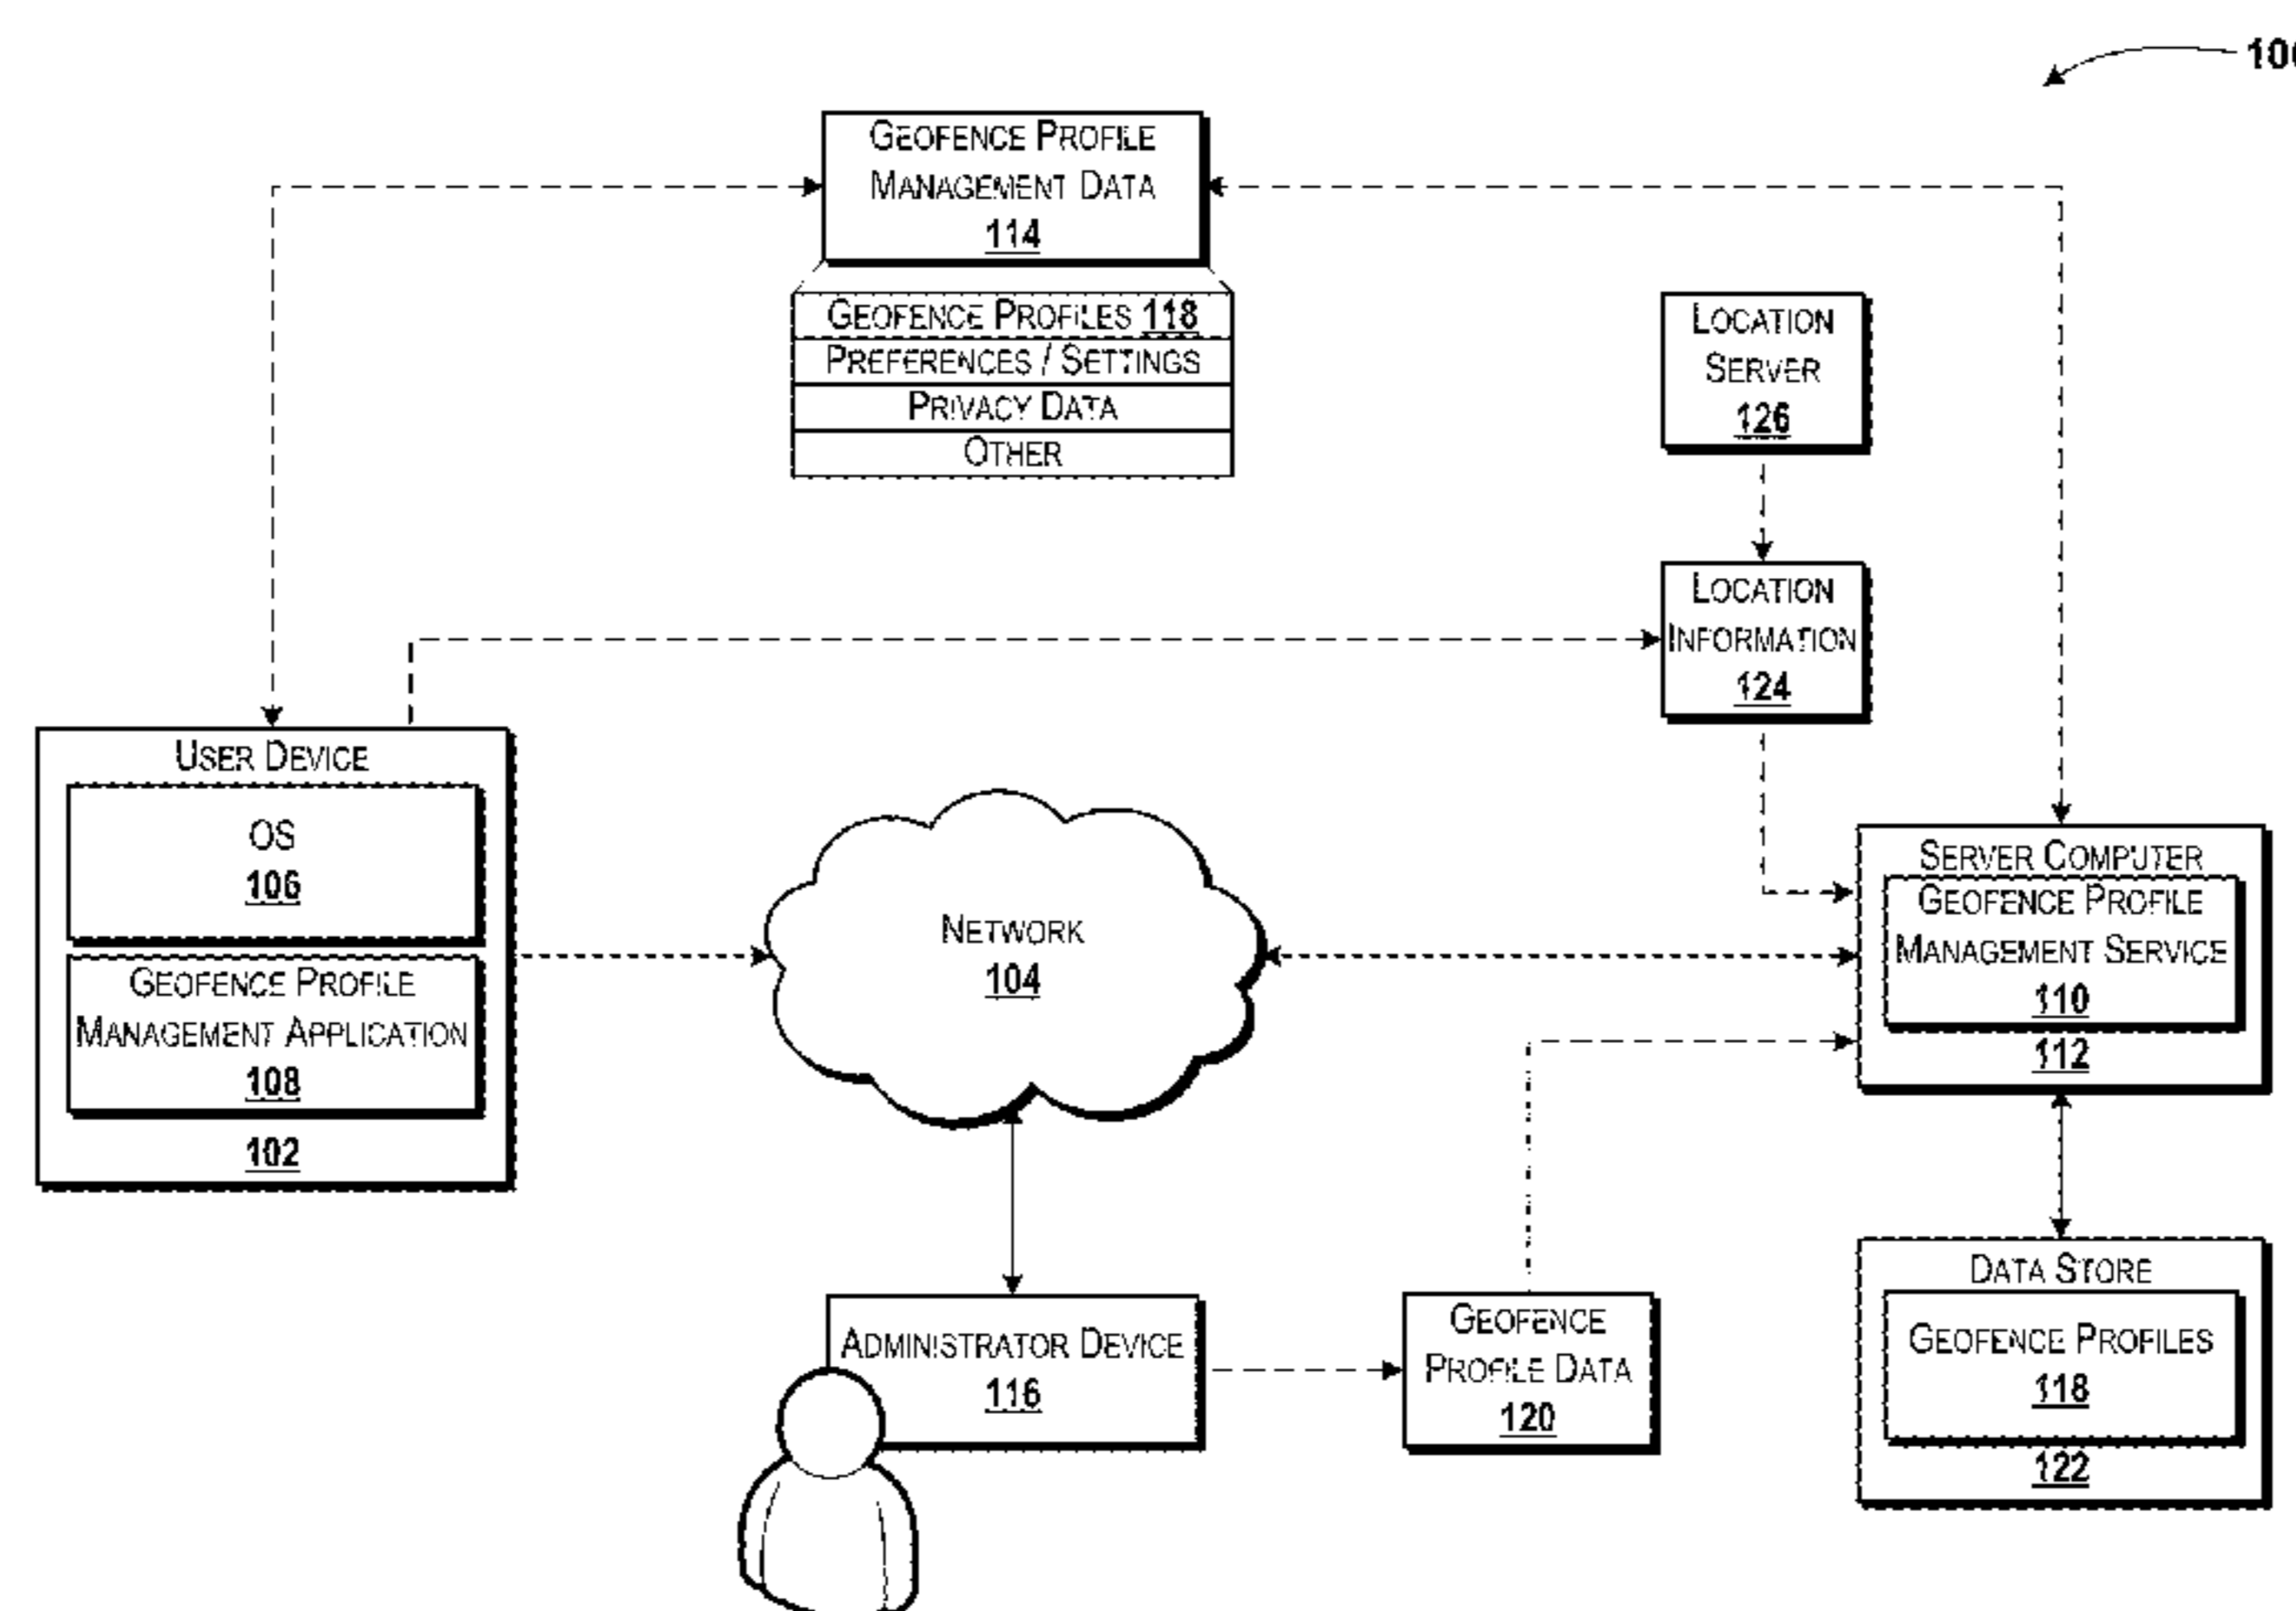 100
GEOFENCE PROFILE
MANAGEMENT DATA
114
GEOFENCE PROFILES 118
PREFERENCES / SETTINGS
PRIVACY DATA
OTHER
LOCATION
SERVER
126
LOCATION
INFORMATION
124
USER DEVICE
OS
106
GEOFENCE PROFILE
MANAGEMENT APPLICATION
108
102
NETWORK
104
SERVER COMPUTER
GEOFENCE PROFILE
MANAGEMENT SERVICE
110
112
ADMINISTRATOR DEVICE
116
GEOFENCE
PROFILE DATA
120
DATA STORE
GEOFENCE PROFILES
118
122